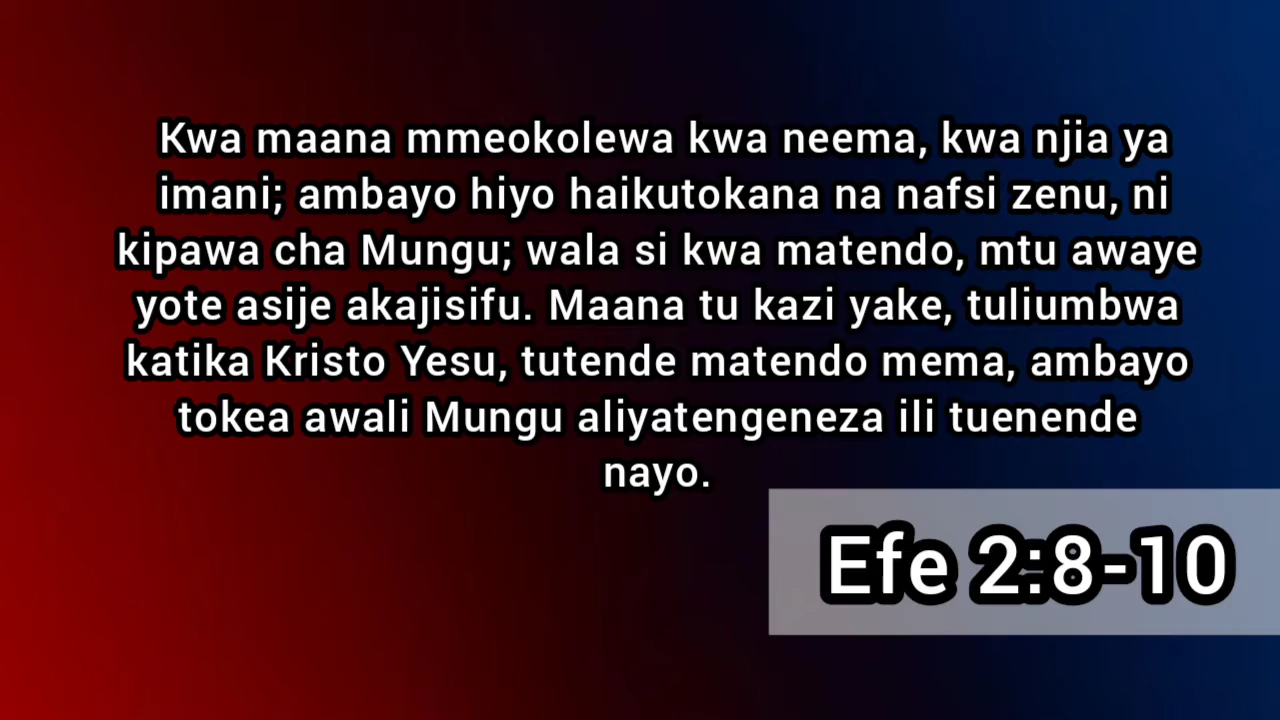 Kwa maana mmeokolewa kwa neema, kwa njia ya
imani; ambayo hiyo haikutokana na nafsi zenu, ni
kipawa cha Mungu; wala si kwa matendo, mtu awaye
yote asije akajisifu. Maana tu kazi yake, tuliumbwa
katika Kristo Yesu, tutende matendo mema, ambayo
tokea awali Mungu aliyatengeneza ili tuenende
nayo.
Efe 2:8-10